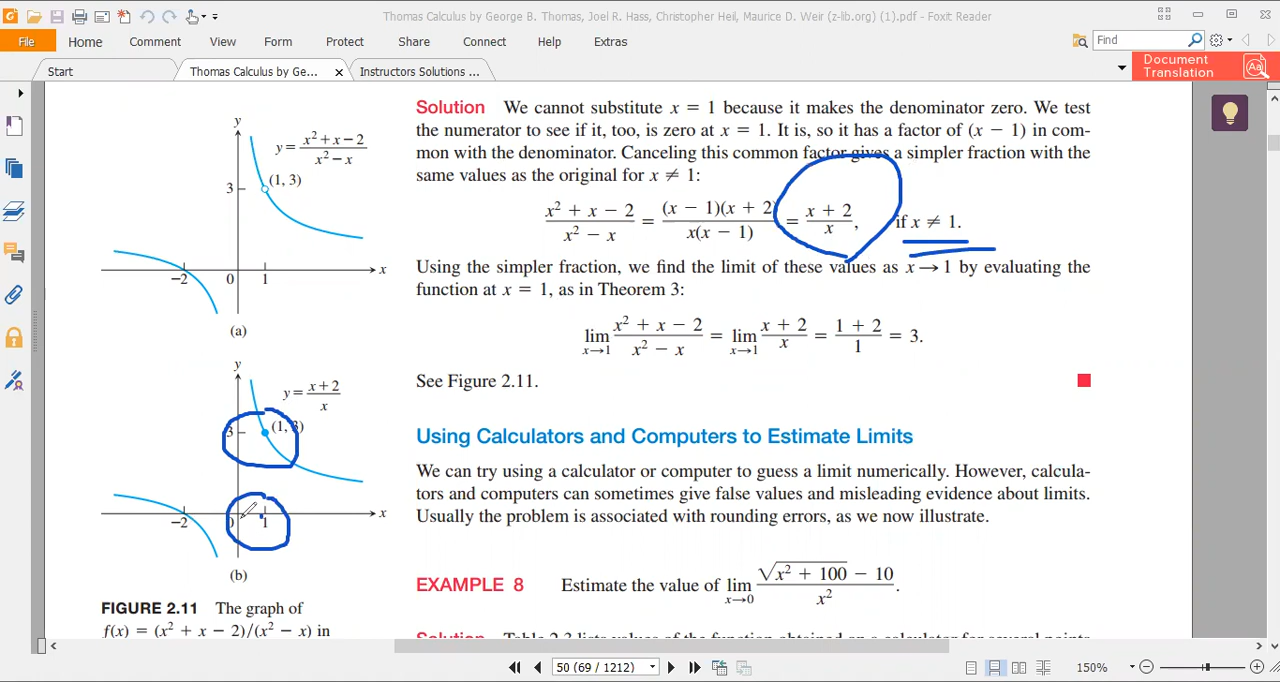 Thomas Calculus by George B. Thomas, Joel R. Hass, Christopher Heil, Maurice D. Weir (z-lib.org) (1).pdf - Foxit Reader
File Home Comment View Form Protect Share Connect Help Extras Find
Document Translation
Start Thomas Calculus by Ge... × Instructors Solutions ...
y
y = (x² + x − 2)/(x² − x)
(1, 3)
3
−2 0 1 x
(a)
y
y = (x + 2)/x
(1, 3)
3
−2 0 1 x
(b)
FIGURE 2.11 The graph of
f(x) = (x² + x − 2)/(x² − x) in
Solution We cannot substitute x = 1 because it makes the denominator zero. We test
the numerator to see if it, too, is zero at x = 1. It is, so it has a factor of (x − 1) in com-
mon with the denominator. Canceling this common factor gives a simpler fraction with the
same values as the original for x ≠ 1:
(x² + x − 2)/(x² − x) = (x − 1)(x + 2)/x(x − 1) = (x + 2)/x, if x ≠ 1.
Using the simpler fraction, we find the limit of these values as x → 1 by evaluating the
function at x = 1, as in Theorem 3:
lim x→1 (x² + x − 2)/(x² − x) = lim x→1 (x + 2)/x = (1 + 2)/1 = 3.
See Figure 2.11.
Using Calculators and Computers to Estimate Limits
We can try using a calculator or computer to guess a limit numerically. However, calcula-
tors and computers can sometimes give false values and misleading evidence about limits.
Usually the problem is associated with rounding errors, as we now illustrate.
EXAMPLE 8 Estimate the value of lim x→0 (√(x² + 100) − 10)/x².
50 (69 / 1212) 150%